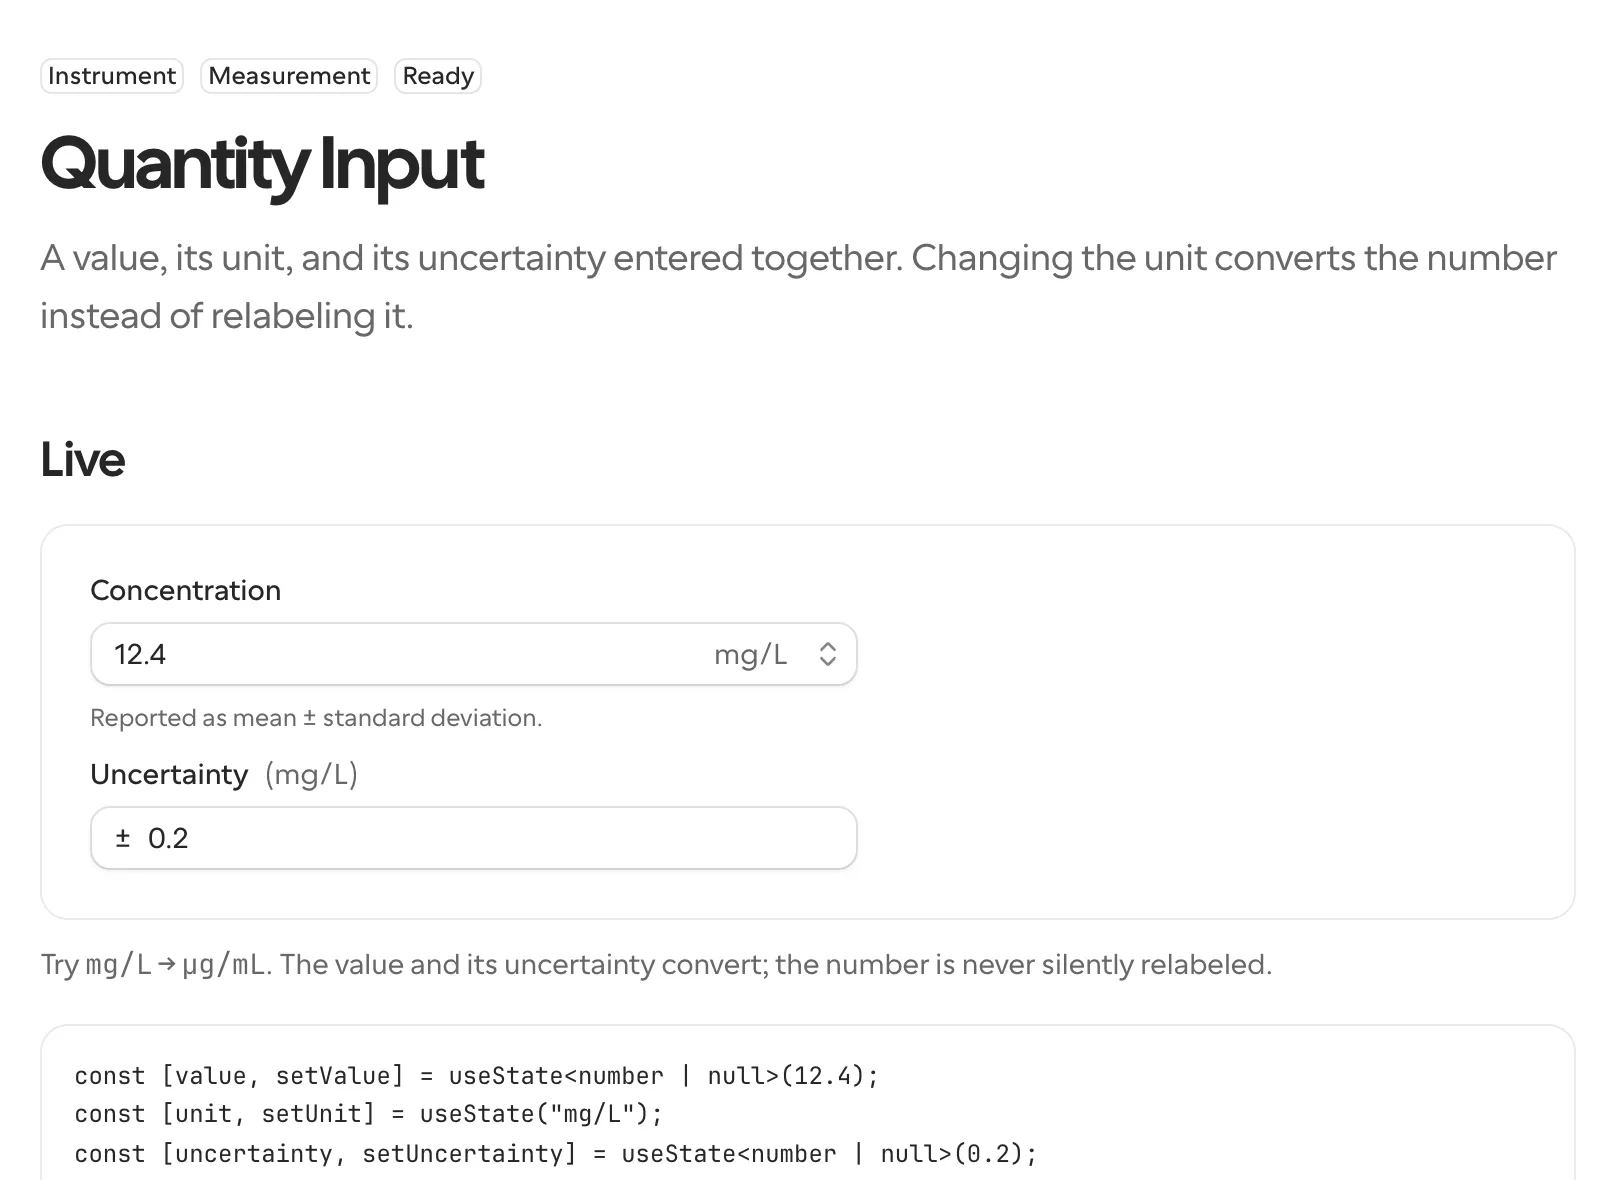 Instrument Measurement Ready
Quantity Input
A value, its unit, and its uncertainty entered together. Changing the unit converts the number
instead of relabeling it.
Live
Concentration
12.4 mg/L
Reported as mean ± standard deviation.
Uncertainty (mg/L)
± 0.2
Try mg/L → µg/mL. The value and its uncertainty convert; the number is never silently relabeled.
const [value, setValue] = useState<number | null>(12.4);
const [unit, setUnit] = useState("mg/L");
const [uncertainty, setUncertainty] = useState<number | null>(0.2);